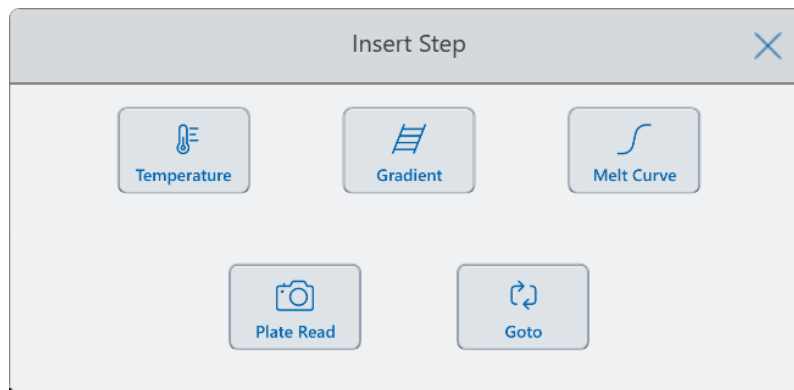 Insert Step
Temperature
Gradient
Melt Curve
Plate Read
Goto